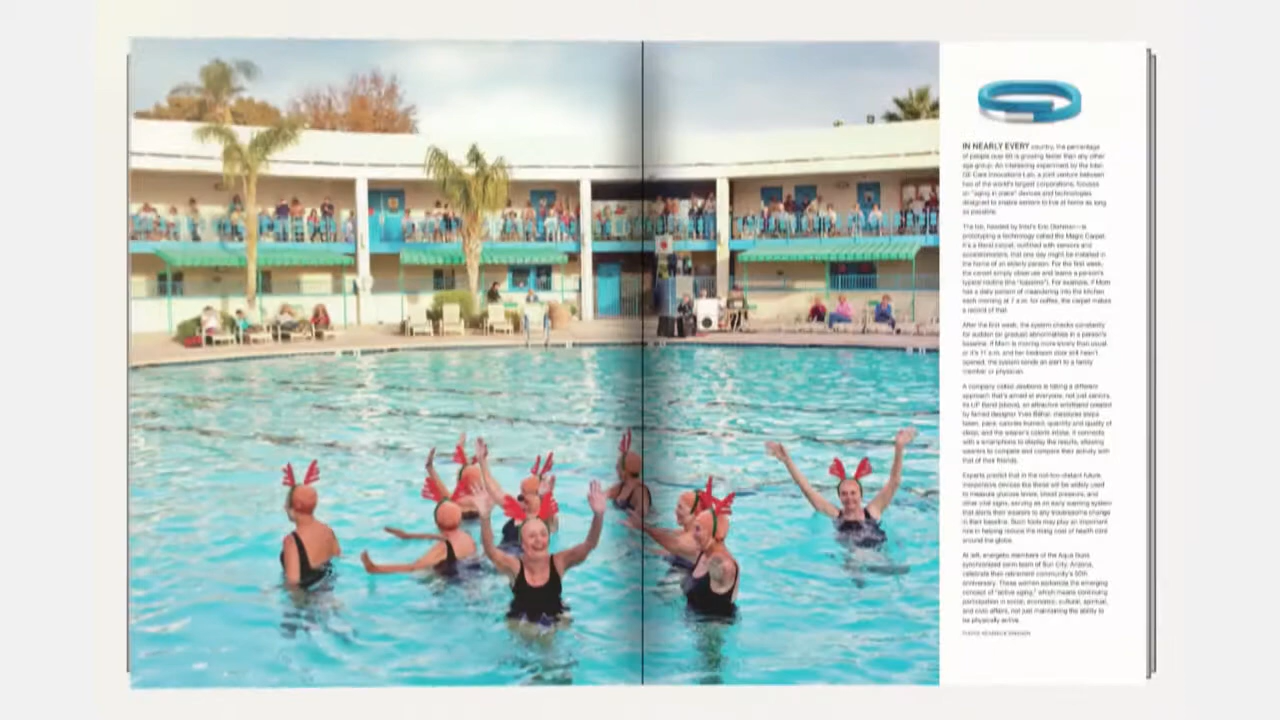 IN NEARLY EVERY country, the percentage
of people over 60 is growing faster than any other
age group. An interesting experiment by the Intel-
GE Care Innovations Lab, a joint venture between
two of the world's largest corporations, focuses
on "aging in place" devices and technologies
designed to enable seniors to live at home as long
as possible.
The lab, headed by Intel's Eric Dishman—is
prototyping a technology called the Magic Carpet.
It's a literal carpet, outfitted with sensors and
accelerometers, that one day might be installed in
the home of an elderly person. For the first week,
the carpet simply observes and learns a person's
typical routine (the "baseline"). For example, if Mom
has a daily pattern of meandering into the kitchen
each morning at 7 a.m. for coffee, the carpet makes
a record of that.
After the first week, the system checks constantly
for sudden (or gradual) abnormalities in a person's
baseline. If Mom is moving more slowly than usual,
or it's 11 a.m. and her bedroom door still hasn't
opened, the system sends an alert to a family
member or physician.
A company called Jawbone is taking a different
approach that's aimed at everyone, not just seniors.
Its UP Band (above), an attractive wristband created
by famed designer Yves Béhar, measures steps
taken, pace, calories burned, quantity and quality of
sleep, and the wearer's caloric intake. It connects
with a smartphone to display the results, allowing
wearers to compete and compare their activity with
that of their friends.
Experts predict that in the not-too-distant future,
inexpensive devices like these will be widely used
to measure glucose levels, blood pressure, and
other vital signs, serving as an early warning system
that alerts their wearers to any troublesome change
in their baseline. Such tools may play an important
role in helping reduce the rising cost of health care
around the globe.
At left, energetic members of the Aqua Suns
synchronized swim team of Sun City, Arizona,
celebrate their retirement community's 50th
anniversary. These women epitomize the emerging
concept of "active aging," which means continuing
participation in social, economic, cultural, spiritual,
and civic affairs, not just maintaining the ability to
be physically active.